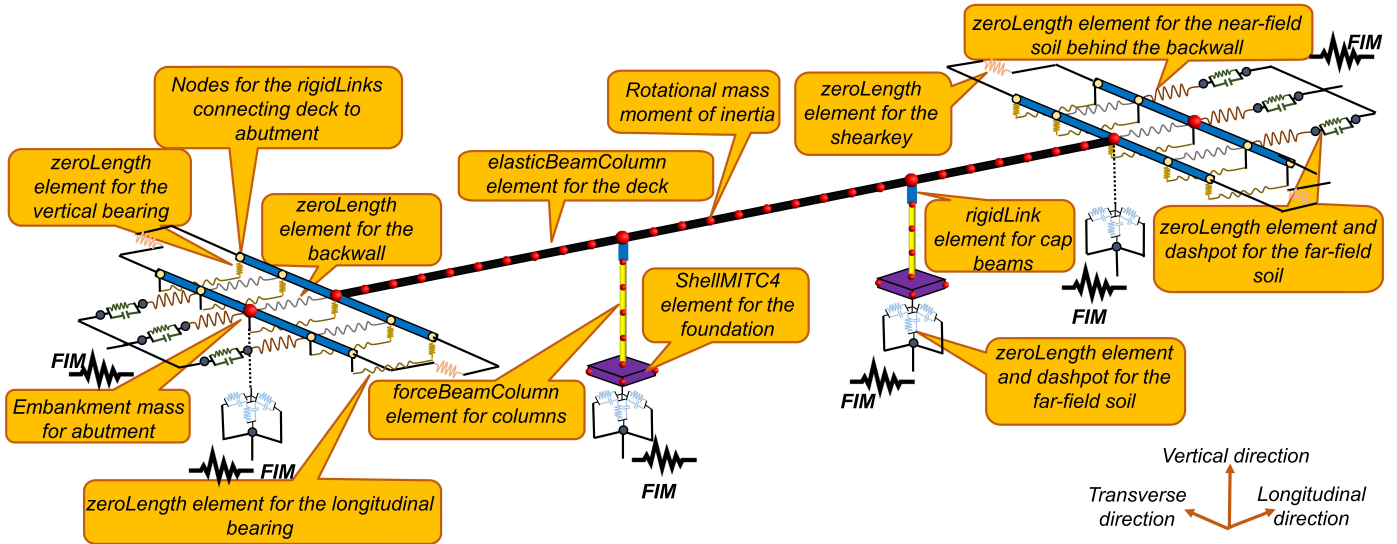 zeroLength element for the near-field
soil behind the backwall
FIM
Nodes for the rigidLinks
connecting deck to
abutment
Rotational mass
moment of inertia
zeroLength
element for the
shearkey
zeroLength
element for the
vertical bearing
elasticBeamColumn
element for the deck
zeroLength
element for the
backwall
rigidLink
element for cap
beams
zeroLength element and
dashpot for the far-field
soil
ShellMITC4
element for the
foundation
FIM
FIM
zeroLength element
and dashpot for the
far-field soil
FIM
Embankment mass
for abutment
forceBeamColumn
element for columns
FIM
FIM
zeroLength element for the longitudinal
bearing
Vertical direction
Transverse
direction
Longitudinal
direction